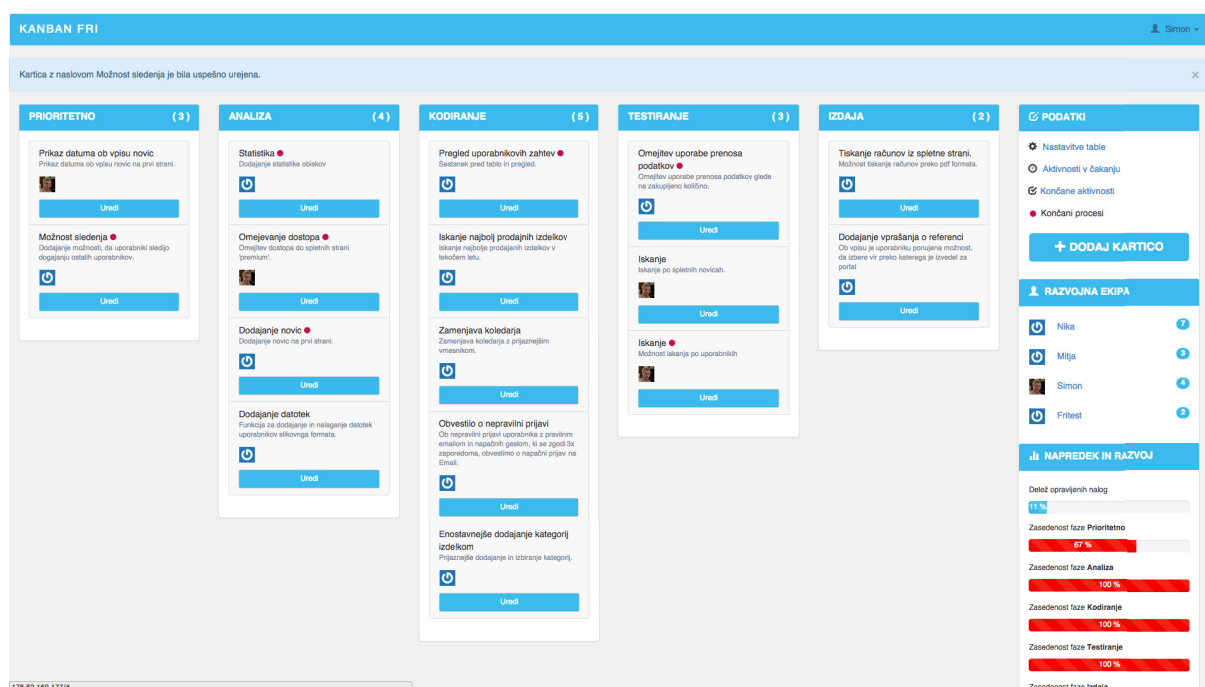 KANBAN FRI
Simon
Kartica z naslovom Možnost sledenja je bila uspešno urejena.
×
PRIORITETNO (3)
Prikaz datuma ob vpisu novic
Prikaz datuma ob vpisu novic na prvi strani.
Uredi
Možnost sledenja
Dodajanje možnosti, da uporabniki sledijo
dogajanju ostalih uporabnikov.
Uredi
ANALIZA (4)
Statistika
Dodajanje statistike obiskov
Uredi
Omejevanje dostopa
Omejitev dostopa do spletnih strani
'premium'.
Uredi
Dodajanje novic
Dodajanje novic na prvi strani.
Uredi
Dodajanje datotek
Funkcija za dodajanje in nalaganje datotek
uporabnikov slikovnga formata.
Uredi
KODIRANJE (5)
Pregled uporabnikovih zahtev
Sestanek pred tablo in pregled.
Uredi
Iskanje najbolj prodajnih izdelkov
Iskanje najbolje prodajanih izdelkov v
tekočem letu.
Uredi
Zamenjava koledarja
Zamenjava koledarja z prijaznejšim
vmesnikom.
Uredi
Obvestilo o nepravilni prijavi
Ob nepravilni prijavi uporabnika z pravilnim
emailom in napačnih geslom, ki se zgodi 3x
zaporedoma, obvestimo o napačni prijav na
Email.
Uredi
Enostavnejše dodajanje kategorij
izdelkom
Prijaznejše dodajanje in izbiranje kategorij.
Uredi
TESTIRANJE (3)
Omejitev uporabe prenosa
podatkov
Omejitev uporabe prenosa podatkov glede
na zakupljeno količino.
Uredi
Iskanje
Iskanje po spletnih novicah.
Uredi
Iskanje
Možnost iskanja po uporabnikih
Uredi
IZDAJA (2)
Tiskanje računov iz spletne strani.
Možnost tiskanja računov preko pdf formata.
Uredi
Dodajanje vprašanja o referenci
Ob vpisu je uporabniku ponujena možnost,
da izbere vir preko katerega je izvedel za
portal
Uredi
PODATKI
Nastavitve table
Aktivnosti v čakanju
Končane aktivnosti
Končani procesi
+ DODAJ KARTICO
RAZVOJNA EKIPA
Nika 7
Mitja 3
Simon 4
Fritest 2
NAPREDEK IN RAZVOJ
Delež opravljenih nalog
11 %
Zasedenost faze Prioritetno
67 %
Zasedenost faze Analiza
100 %
Zasedenost faze Kodiranje
100 %
Zasedenost faze Testiranje
100 %
Zasedenost faze Izdaja